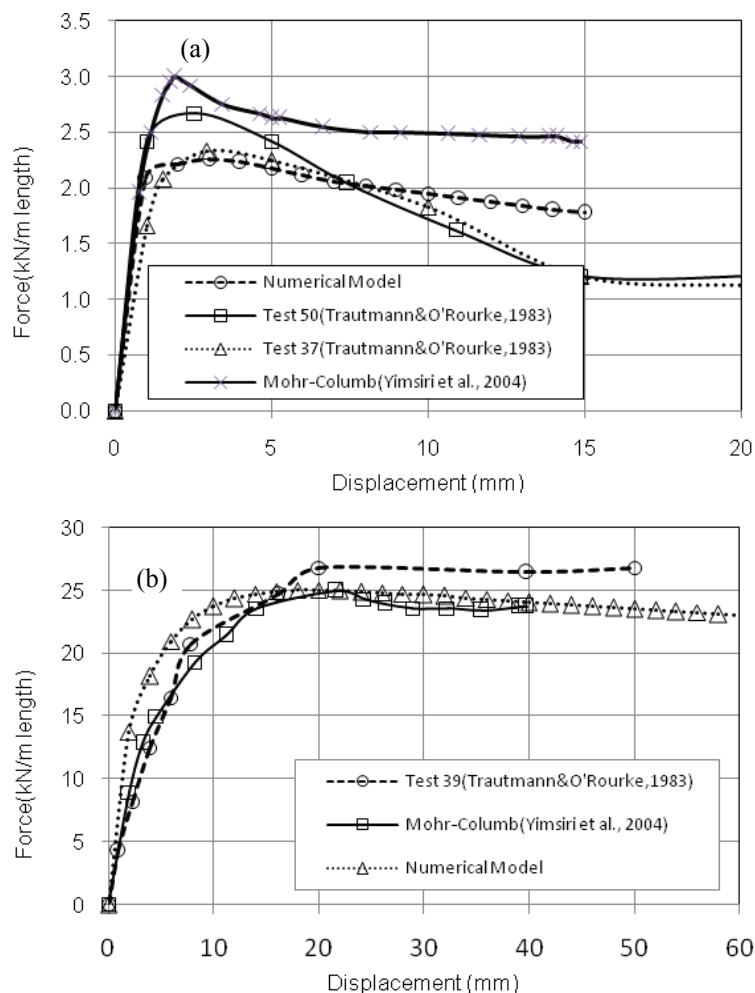 (a)
Force(kN/m length)
3.5
3.0
2.5
2.0
1.5
1.0
0.5
0.0
Numerical Model
Test 50(Trautmann&O'Rourke,1983)
Test 37(Trautmann&O'Rourke,1983)
Mohr-Columb(Yimsiri et al., 2004)
0 5 10 15 20
Displacement (mm)
(b)
Force(kN/m length)
30
25
20
15
10
5
0
Test 39(Trautmann&O'Rourke,1983)
Mohr-Columb(Yimsiri et al., 2004)
Numerical Model
0 10 20 30 40 50 60
Displacement (mm)